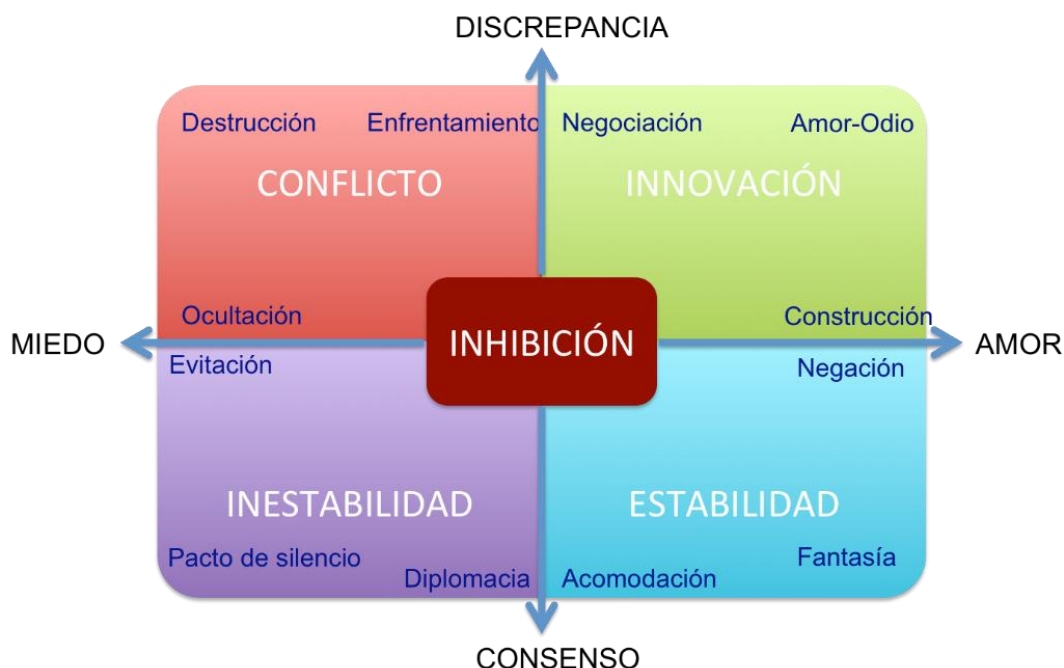 DISCREPANCIA
Destrucción
Enfrentamiento
Negociación
Amor-Odio
CONFLICTO
INNOVACIÓN
Ocultación
Construcción
MIEDO
INHIBICIÓN
AMOR
Evitación
Negación
INESTABILIDAD
ESTABILIDAD
Pacto de silencio
Diplomacia
Acomodación
Fantasía
CONSENSO